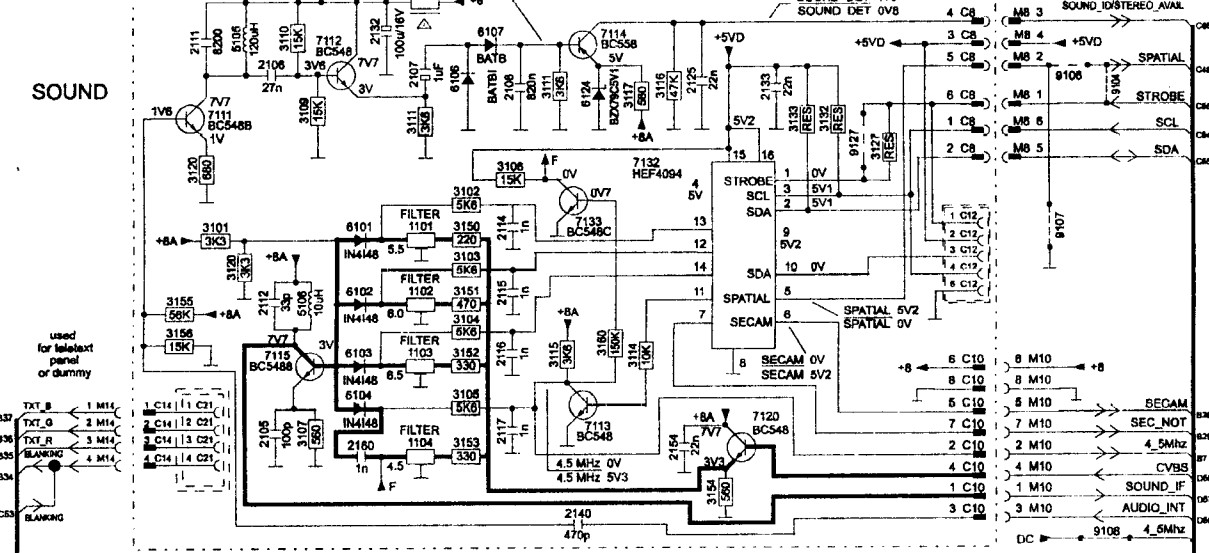 SOUND DET 0V8
4 C8 M8 3 SOUND_ID/STEREO_AVAIL
+5VD 3 C8 M8 4 +5VD
5 C8 M8 2 SPATIAL
9106
9104
6 C8 M8 1 STROBE
1 C8 M8 6 SCL
2 C8 M8 5 SDA
SOUND
2111
8200
5105
120uH
3110
15K
7112
BC548
2132
100u/16V
2106
27n
3V6
7V7
3V
2107
1uF
6106
BATB1
6107
BATB
2108
820n
3111
3K8
7114
BC558
5V
6124
BZX79C5V1
3117
560
+8A
3116
47K
2125
22n
+5VD
2133
22n
3133
RES
3132
RES
9127
3127
RES
1V6
7V7
7111
BC548B
1V
3109
15K
3111
3K8
3120
680
5V2
15 16
7132
HEF4094
4
5V
STROBE 1 0V
SCL 3 5V1
SDA 2 5V1
9
5V2
SDA 10 0V
SPATIAL 5
SECAM 6
13
12
14
11
7
8
SPATIAL 5V2
SPATIAL 0V
SECAM 0V
SECAM 5V2
3106
15K
F
0V
0V7
7133
BC548C
3102
5K6
2114
1n
+8A
3101
3K3
3120
3K3
6101
IN4148
FILTER
1101
5.5
3150
220
3103
5K6
2115
1n
+8A
2112
33p
5106
10uH
6102
IN4148
FILTER
1102
6.0
3151
470
3104
5K6
2116
1n
3155
56K
+8A
3156
15K
7V7
7115
BC548B
3V
6103
IN4148
FILTER
1103
6.5
3152
330
3105
5K6
2117
1n
6104
IN4148
2160
1n
FILTER
1104
4.5
3153
330
F
2105
100p
3107
560
+8A
3115
3K8
3160
150K
3114
10K
7113
BC548
4.5 MHz 0V
4.5 MHz 5V3
+8A
7V7
7120
BC548
2154
22n
3V3
3154
560
2140
470p
1 C12
2 C12
3 C12
4 C12
5 C12
9107
used
for teletext
panel
or dummy
TXT_B 1 M14 1 C14 1 C21
TXT_G 2 M14 2 C14 2 C21
TXT_R 3 M14 3 C14 3 C21
BLANKING 4 M14 4 C14 4 C21
BLANKING
+8 6 C10 6 M10 +8
8 C10 8 M10
5 C10 5 M10 SECAM
7 C10 7 M10 SEC_NOT
2 C10 2 M10 4_5Mhz
4 C10 4 M10 CVBS
1 C10 1 M10 SOUND_IF
3 C10 3 M10 AUDIO_INT
DC 9108 4_5Mhz